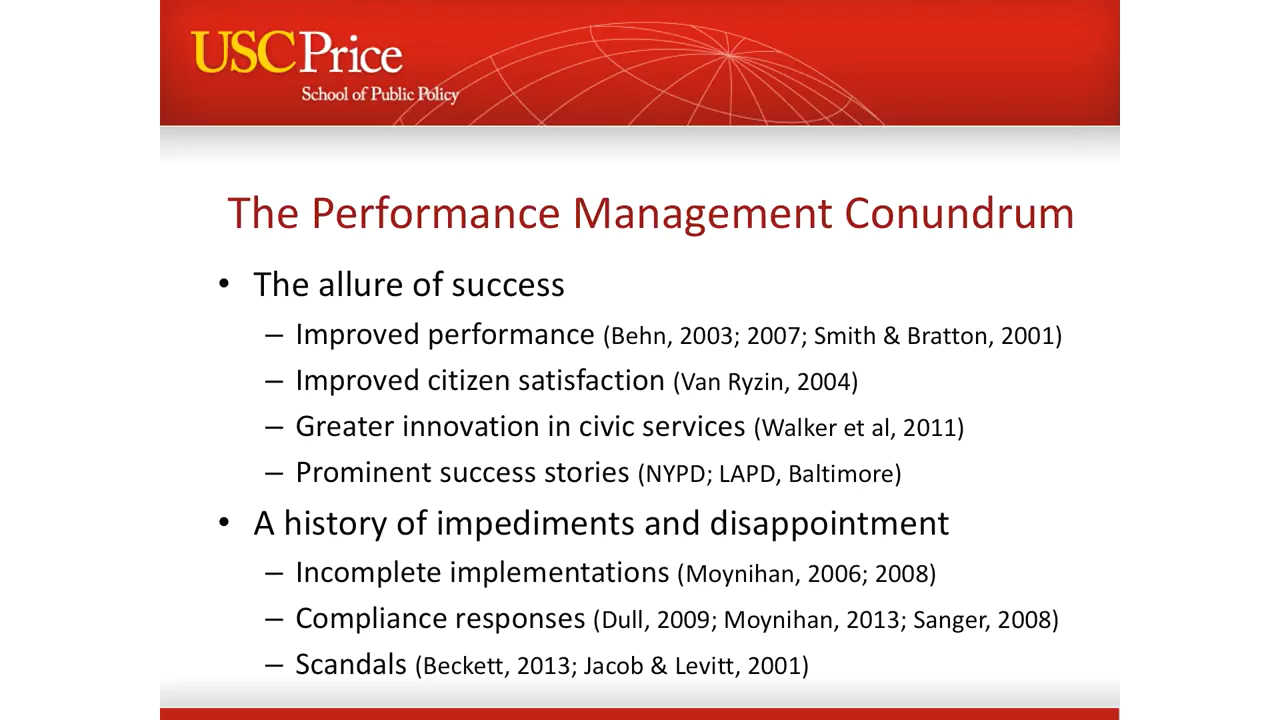 USC Price
School of Public Policy
The Performance Management Conundrum
• The allure of success
– Improved performance (Behn, 2003; 2007; Smith & Bratton, 2001)
– Improved citizen satisfaction (Van Ryzin, 2004)
– Greater innovation in civic services (Walker et al, 2011)
– Prominent success stories (NYPD; LAPD, Baltimore)
• A history of impediments and disappointment
– Incomplete implementations (Moynihan, 2006; 2008)
– Compliance responses (Dull, 2009; Moynihan, 2013; Sanger, 2008)
– Scandals (Beckett, 2013; Jacob & Levitt, 2001)